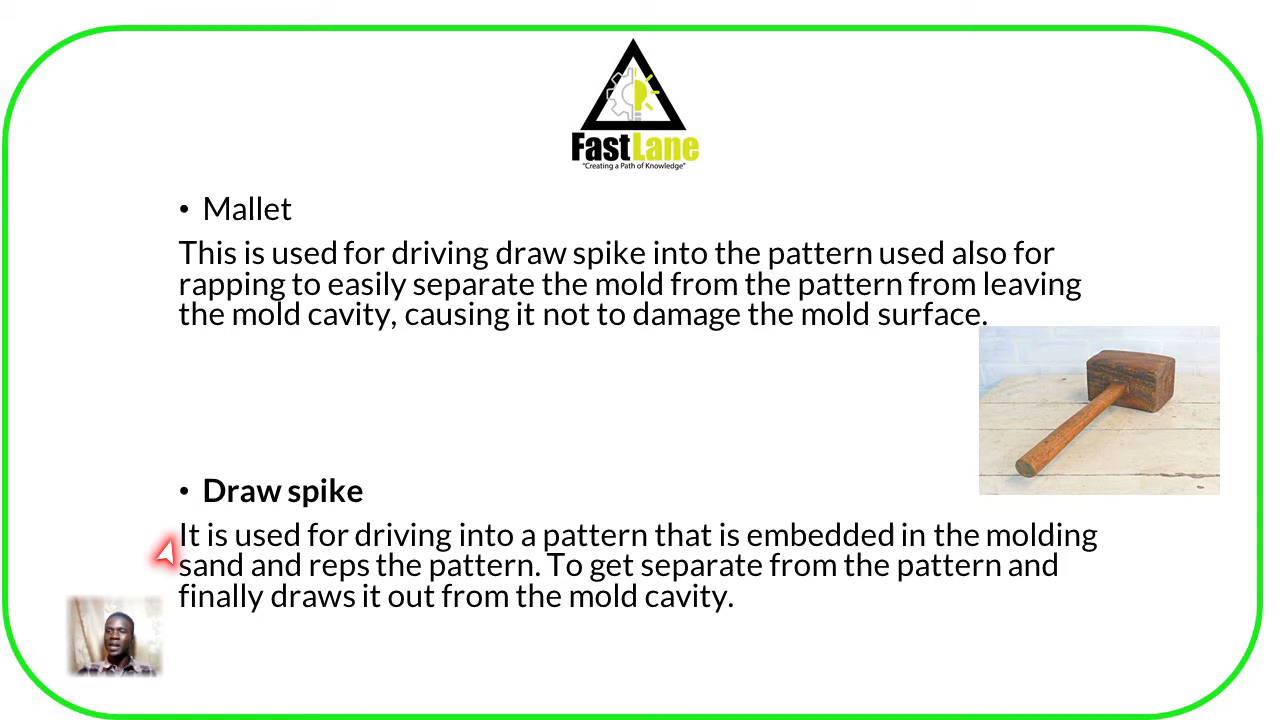 FastLane
"Creating a Path of Knowledge"
• Mallet
This is used for driving draw spike into the pattern used also for
rapping to easily separate the mold from the pattern from leaving
the mold cavity, causing it not to damage the mold surface.
• Draw spike
It is used for driving into a pattern that is embedded in the molding
sand and reps the pattern. To get separate from the pattern and
finally draws it out from the mold cavity.